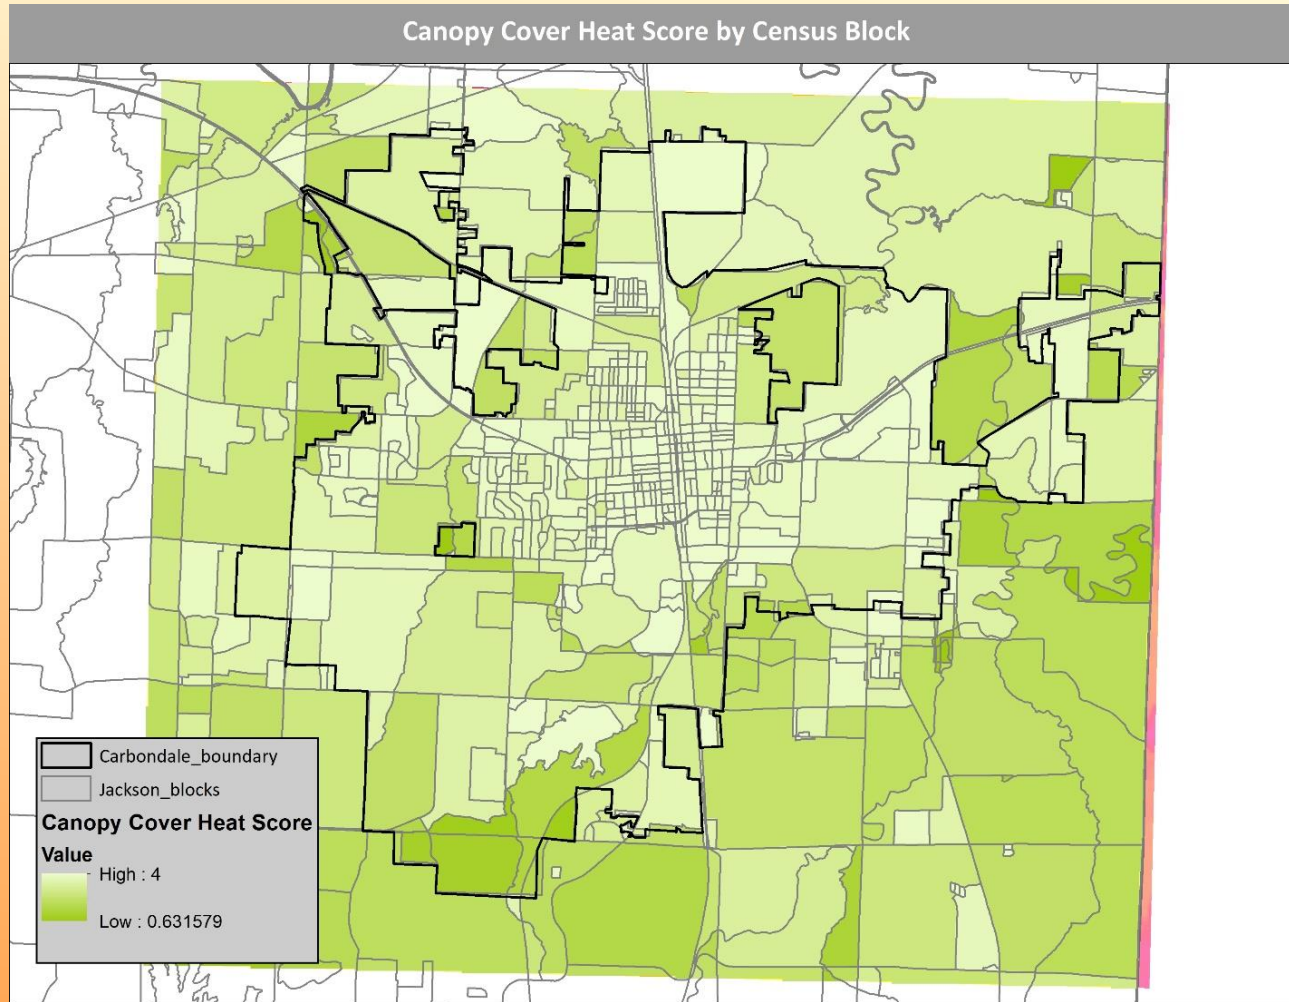 Canopy Cover Heat Score by Census Block
Carbondale_boundary
Jackson_blocks
Canopy Cover Heat Score
Value
High : 4
Low : 0.631579